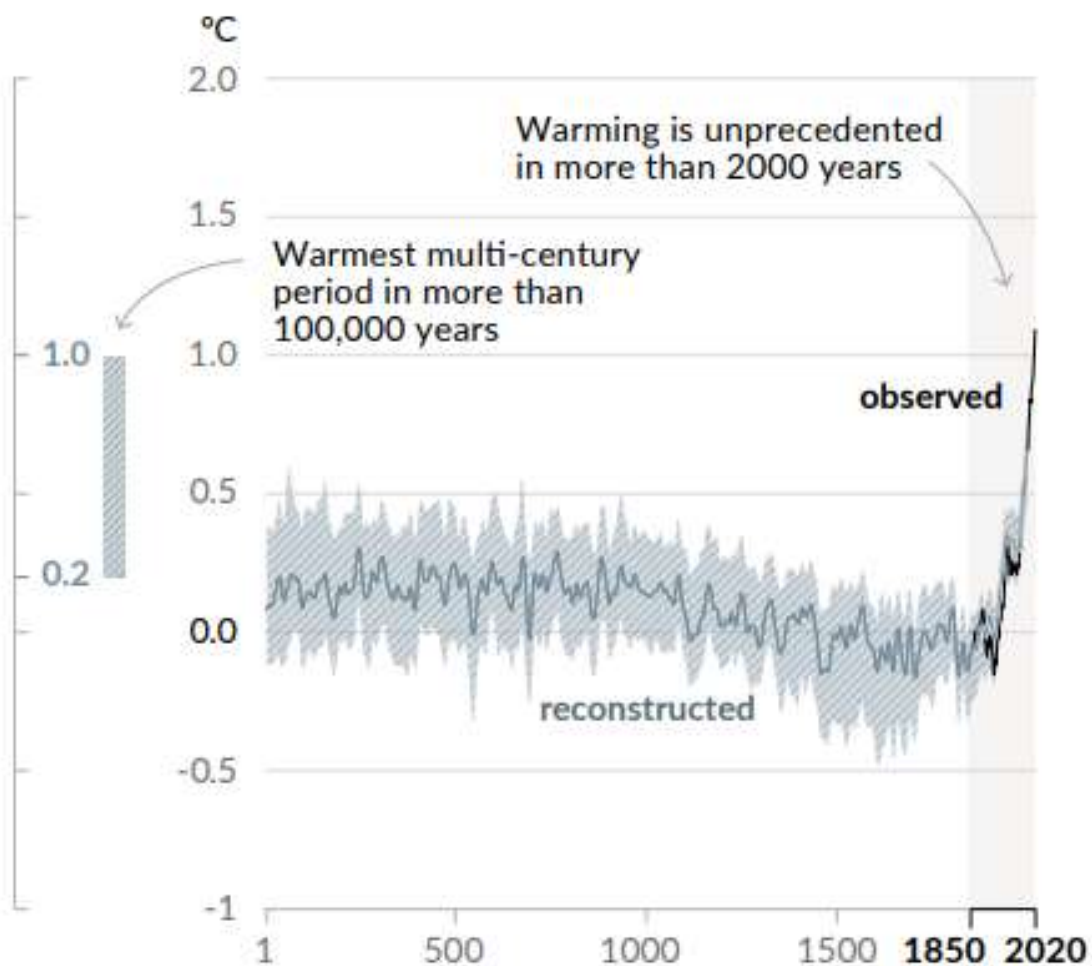 °C
2.0
Warming is unprecedented
in more than 2000 years
1.5
Warmest multi-century
period in more than
100,000 years
1.0
1.0
observed
0.5
0.2
0.0
reconstructed
-0.5
-1
1 500 1000 1500 1850 2020